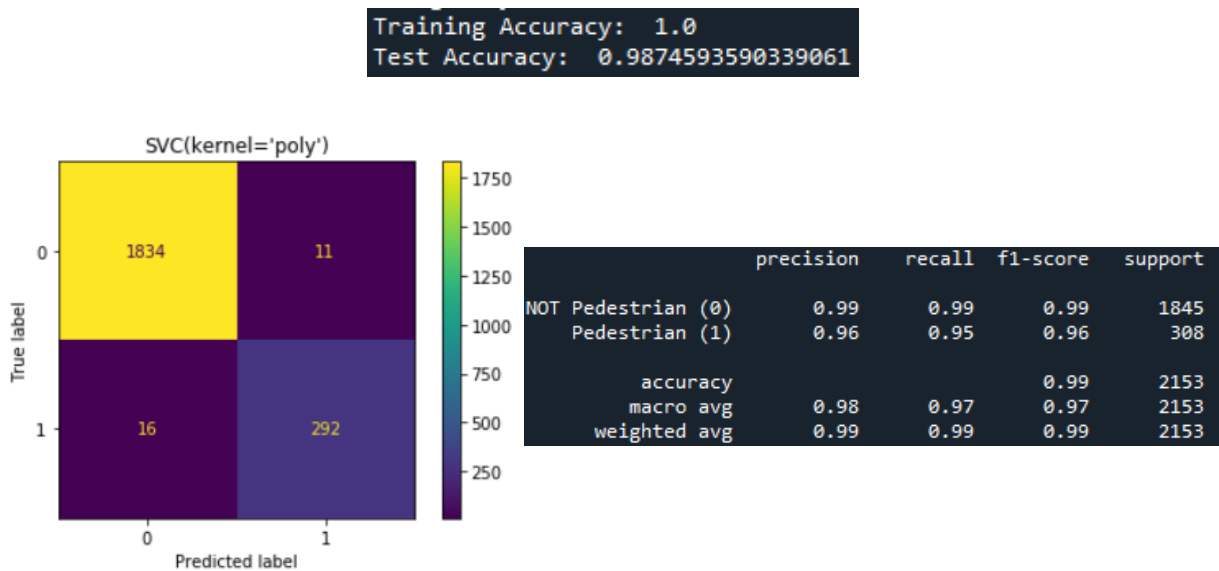 Training Accuracy: 1.0
Test Accuracy: 0.9874593590339061
SVC(kernel='poly')
True label
0
1
1834 11
16 292
0 1
Predicted label
1750
1500
1250
1000
750
500
250
precision recall f1-score support
NOT Pedestrian (0) 0.99 0.99 0.99 1845
Pedestrian (1) 0.96 0.95 0.96 308
accuracy 0.99 2153
macro avg 0.98 0.97 0.97 2153
weighted avg 0.99 0.99 0.99 2153